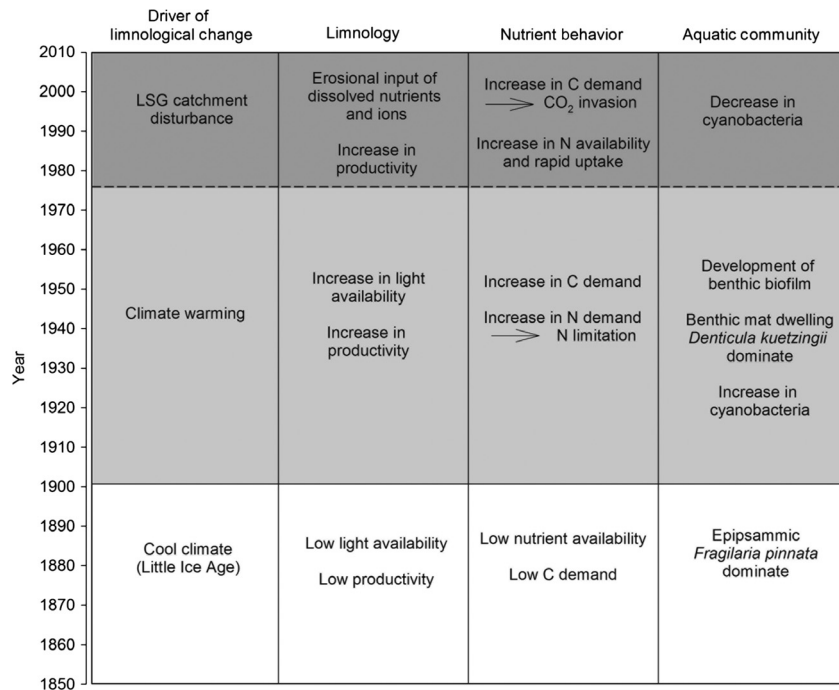 Driver of
limnological change
Limnology
Nutrient behavior
Aquatic community
Year
2010
2000
1990
1980
1970
1960
1950
1940
1930
1920
1910
1900
1890
1880
1870
1860
1850
LSG catchment
disturbance
Erosional input of
dissolved nutrients
and ions
Increase in
productivity
Increase in C demand
→ CO₂ invasion
Increase in N availability
and rapid uptake
Decrease in
cyanobacteria
Climate warming
Increase in light
availability
Increase in
productivity
Increase in C demand
Increase in N demand
→ N limitation
Development of
benthic biofilm
Benthic mat dwelling
Denticula kuetzingii
dominate
Increase in
cyanobacteria
Cool climate
(Little Ice Age)
Low light availability
Low productivity
Low nutrient availability
Low C demand
Epipsammic
Fragilaria pinnata
dominate